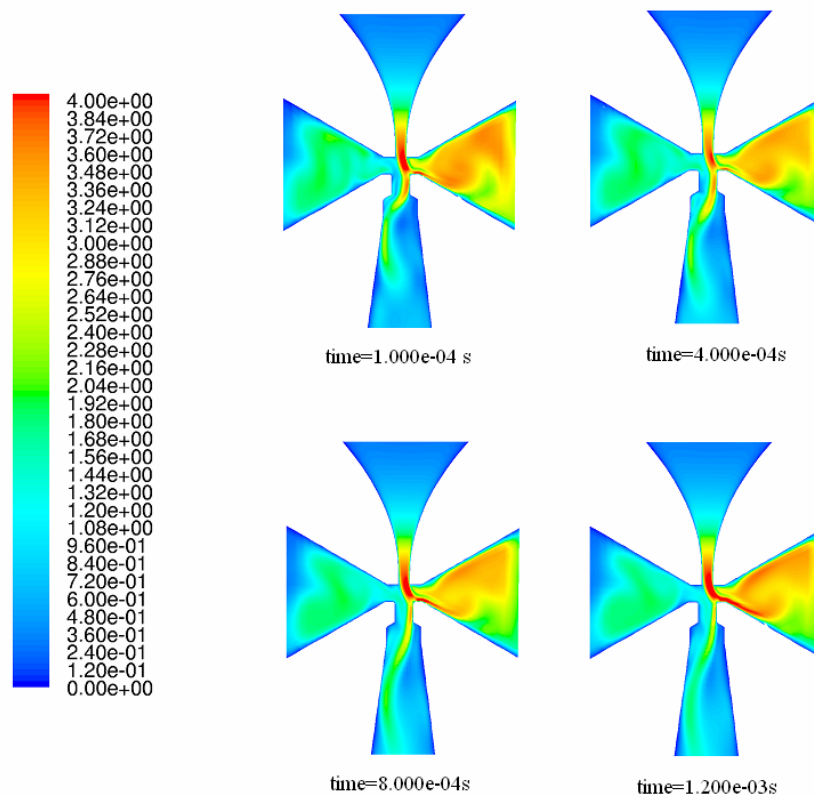 4.00e+00
3.84e+00
3.72e+00
3.60e+00
3.48e+00
3.36e+00
3.24e+00
3.12e+00
3.00e+00
2.88e+00
2.76e+00
2.64e+00
2.52e+00
2.40e+00
2.28e+00
2.16e+00
2.04e+00
1.92e+00
1.80e+00
1.68e+00
1.56e+00
1.44e+00
1.32e+00
1.20e+00
1.08e+00
9.60e-01
8.40e-01
7.20e-01
6.00e-01
4.80e-01
3.60e-01
2.40e-01
1.20e-01
0.00e+00
time=1.000e-04 s
time=4.000e-04s
time=8.000e-04s
time=1.200e-03s